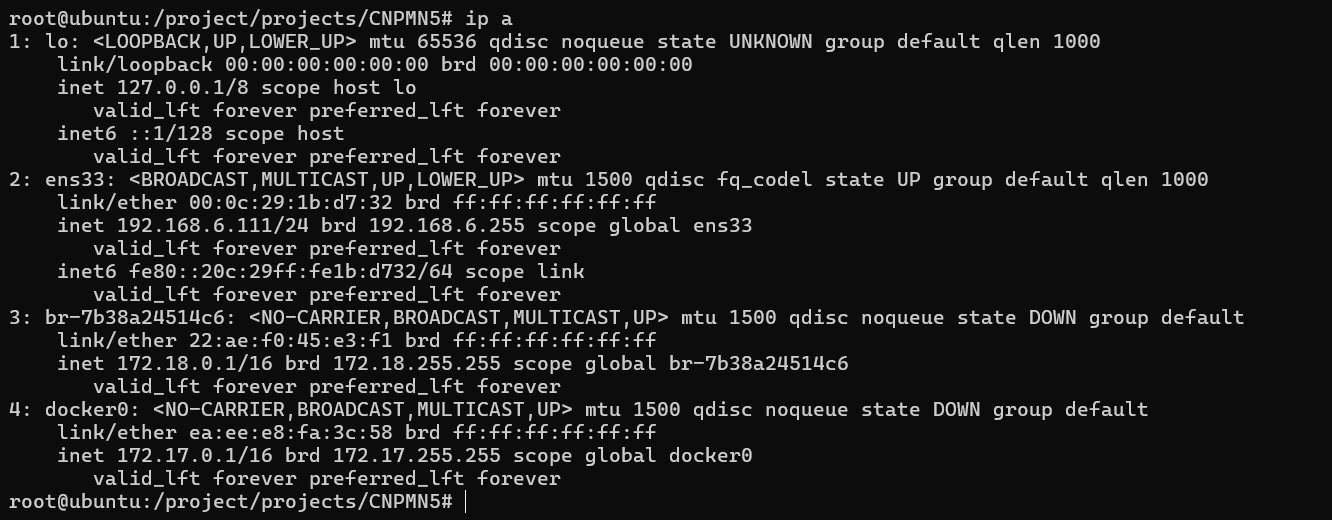 root@ubuntu:/project/projects/CNPMN5# ip a
1: lo: <LOOPBACK,UP,LOWER_UP> mtu 65536 qdisc noqueue state UNKNOWN group default qlen 1000
    link/loopback 00:00:00:00:00:00 brd 00:00:00:00:00:00
    inet 127.0.0.1/8 scope host lo
       valid_lft forever preferred_lft forever
    inet6 ::1/128 scope host
       valid_lft forever preferred_lft forever
2: ens33: <BROADCAST,MULTICAST,UP,LOWER_UP> mtu 1500 qdisc fq_codel state UP group default qlen 1000
    link/ether 00:0c:29:1b:d7:32 brd ff:ff:ff:ff:ff:ff
    inet 192.168.6.111/24 brd 192.168.6.255 scope global ens33
       valid_lft forever preferred_lft forever
    inet6 fe80::20c:29ff:fe1b:d732/64 scope link
       valid_lft forever preferred_lft forever
3: br-7b38a24514c6: <NO-CARRIER,BROADCAST,MULTICAST,UP> mtu 1500 qdisc noqueue state DOWN group default
    link/ether 22:ae:f0:45:e3:f1 brd ff:ff:ff:ff:ff:ff
    inet 172.18.0.1/16 brd 172.18.255.255 scope global br-7b38a24514c6
       valid_lft forever preferred_lft forever
4: docker0: <NO-CARRIER,BROADCAST,MULTICAST,UP> mtu 1500 qdisc noqueue state DOWN group default
    link/ether ea:ee:e8:fa:3c:58 brd ff:ff:ff:ff:ff:ff
    inet 172.17.0.1/16 brd 172.17.255.255 scope global docker0
       valid_lft forever preferred_lft forever
root@ubuntu:/project/projects/CNPMN5#